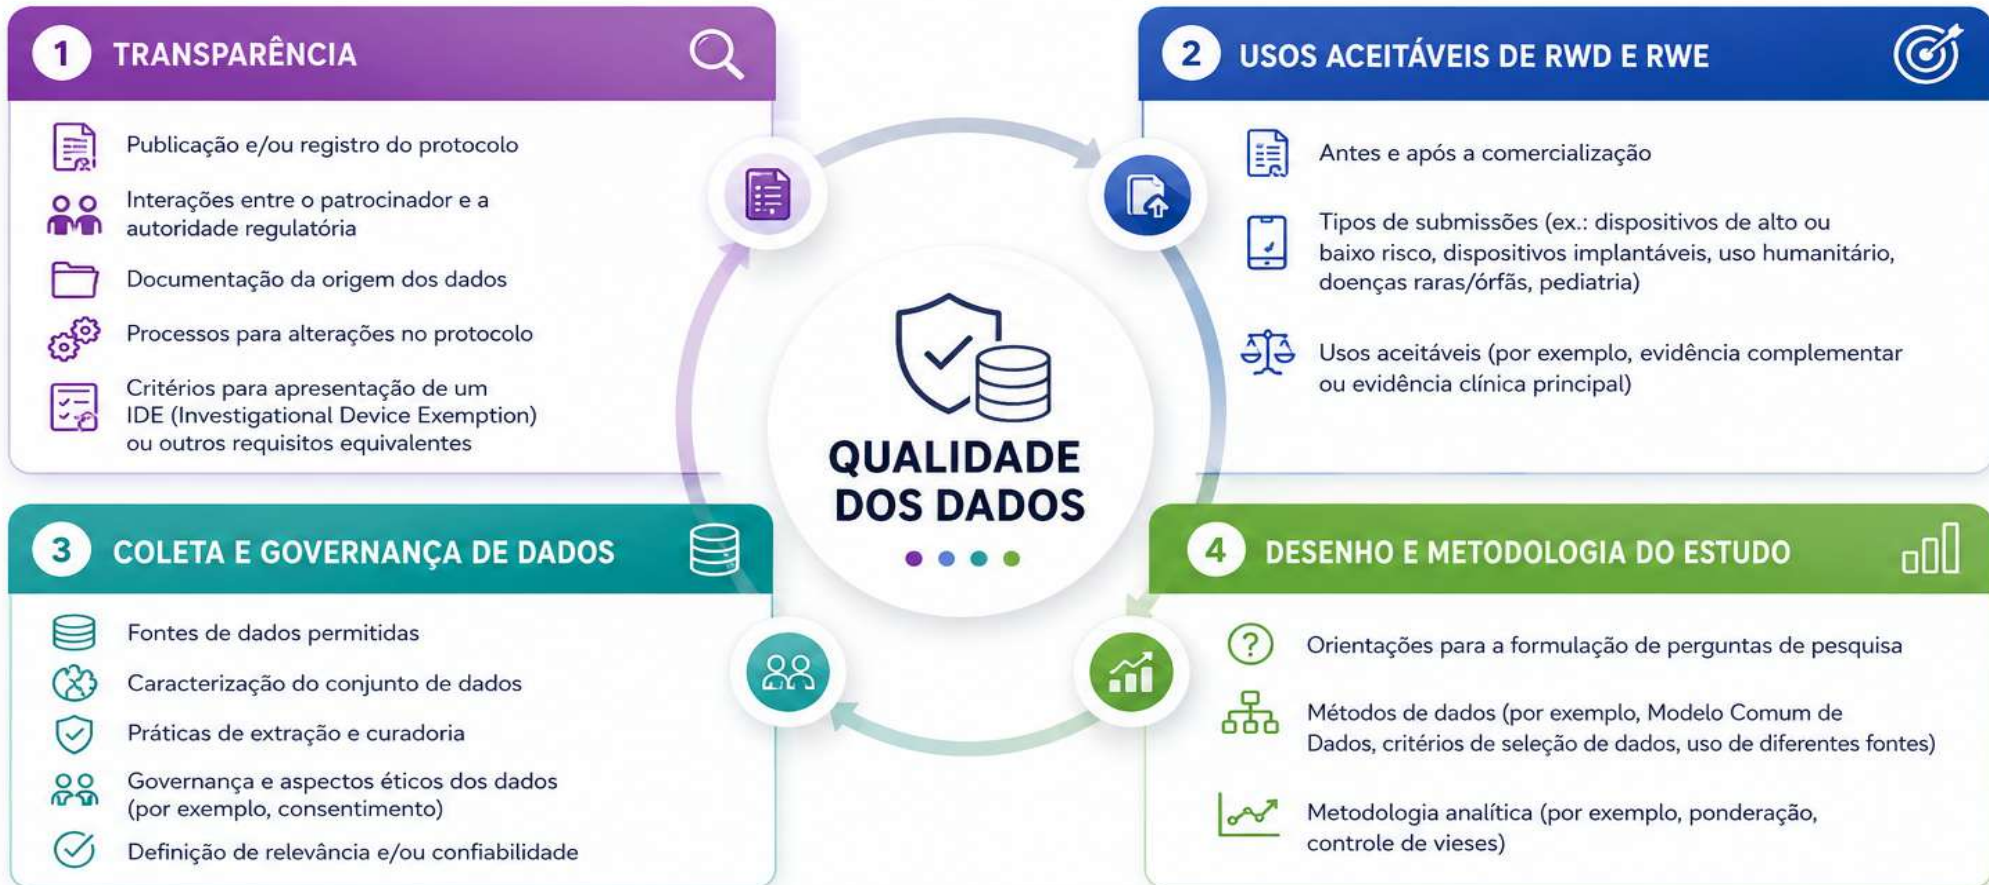 1 TRANSPARÊNCIA
Publicação e/ou registro do protocolo
Interações entre o patrocinador e a
autoridade regulatória
Documentação da origem dos dados
Processos para alterações no protocolo
Critérios para apresentação de um
IDE (Investigational Device Exemption)
ou outros requisitos equivalentes
2 USOS ACEITÁVEIS DE RWD E RWE
Antes e após a comercialização
Tipos de submissões (ex.: dispositivos de alto ou
baixo risco, dispositivos implantáveis, uso humanitário,
doenças raras/órfãs, pediatria)
Usos aceitáveis (por exemplo, evidência complementar
ou evidência clínica principal)
QUALIDADE
DOS DADOS
3 COLETA E GOVERNANÇA DE DADOS
Fontes de dados permitidas
Caracterização do conjunto de dados
Práticas de extração e curadoria
Governança e aspectos éticos dos dados
(por exemplo, consentimento)
Definição de relevância e/ou confiabilidade
4 DESENHO E METODOLOGIA DO ESTUDO
Orientações para a formulação de perguntas de pesquisa
Métodos de dados (por exemplo, Modelo Comum de
Dados, critérios de seleção de dados, uso de diferentes fontes)
Metodologia analítica (por exemplo, ponderação,
controle de vieses)